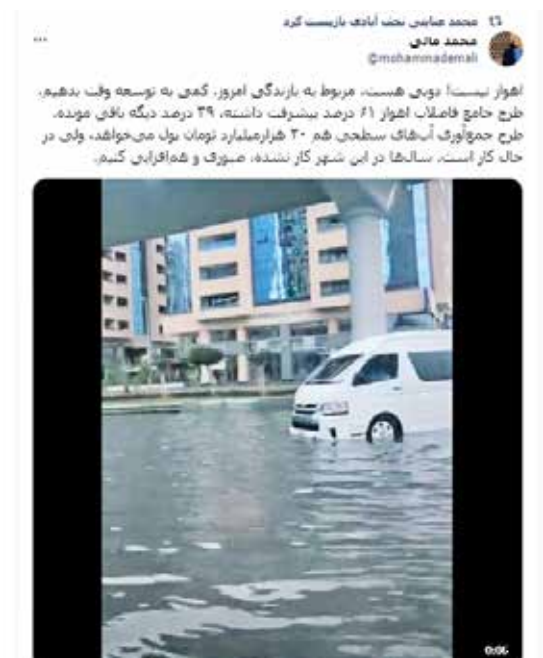 محمد عباسی نجف آبادی بازپست کرد
محمد مالی
@mohammademali
اهواز نیست! دوبی هست، مربوط به بارندگی امروز. کمی به توسعه وقت بدهیم.
طرح جامع فاضلاب اهواز ۶۱ درصد پیشرفت داشته، ۳۹ درصد دیگه باقی مونده.
طرح جمع‌آوری آب‌های سطحی هم ۲۰ هزارمیلیارد تومان پول می‌خواهد، ولی در
حال کار است. سال‌ها در این شهر کار نشده، صبوری و هم‌افزایی کنیم.
0:06